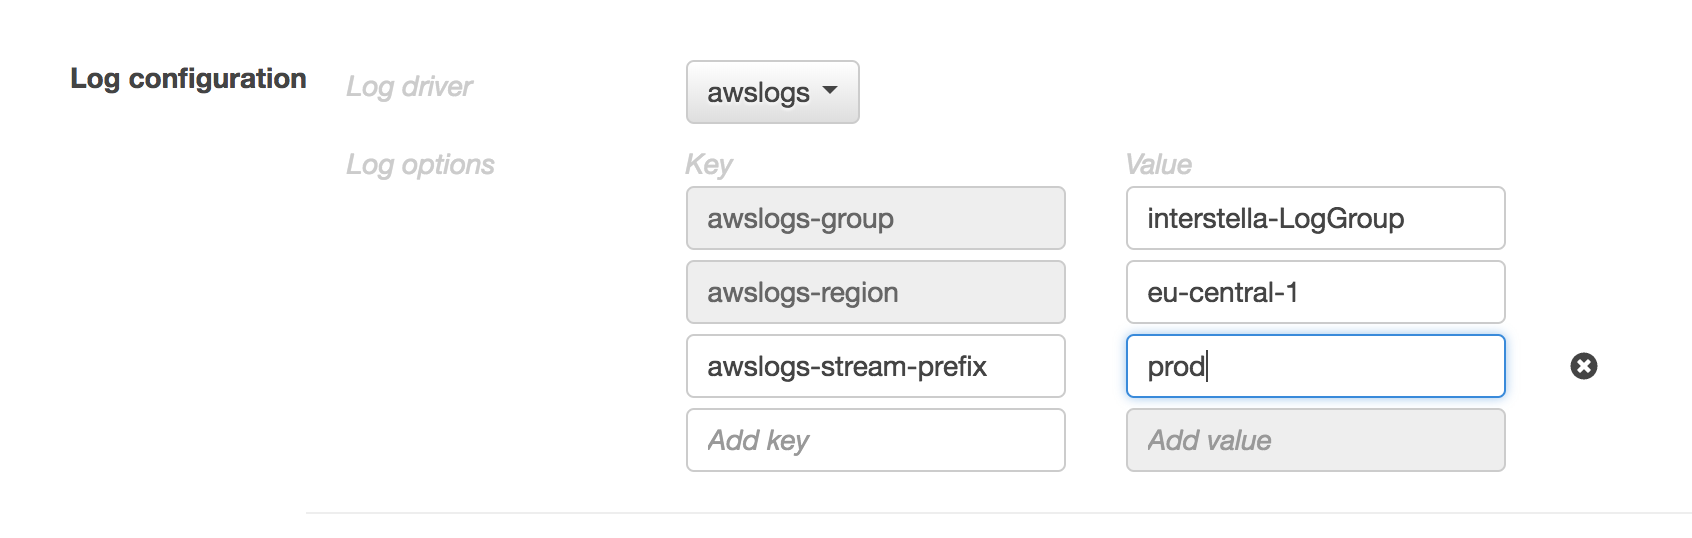 Log configuration Log driver awslogs
Log options Key Value
awslogs-group interstella-LogGroup
awslogs-region eu-central-1
awslogs-stream-prefix prod
Add key Add value